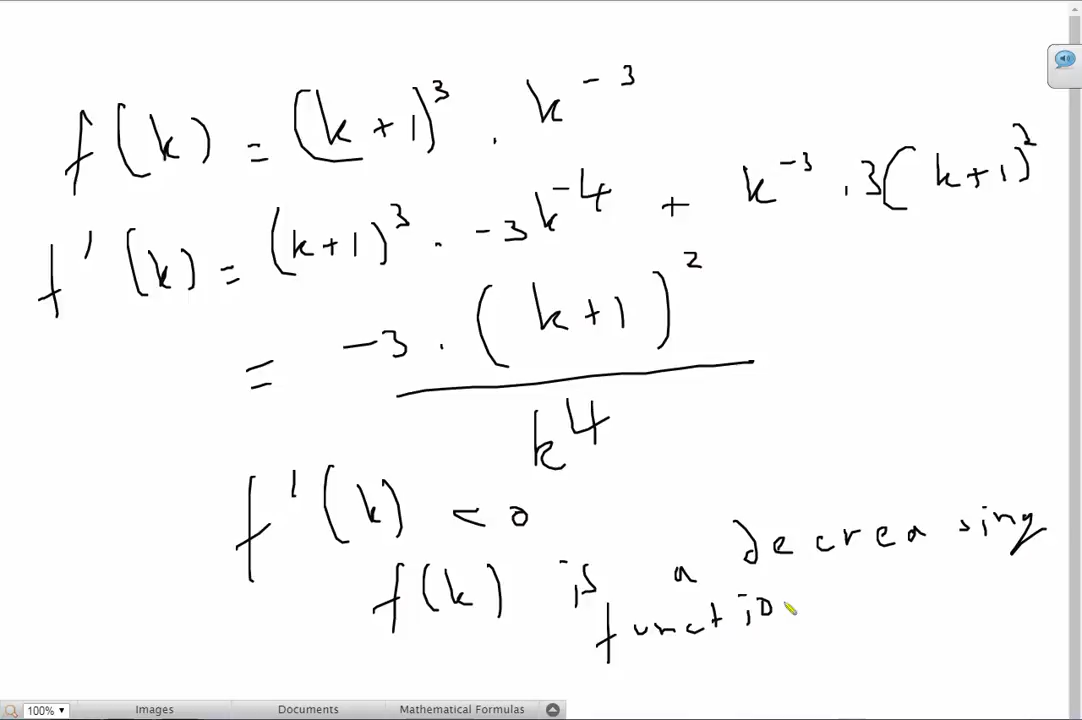 f(k) = (k+1)³ . k⁻³
f'(k) = (k+1)³ . -3k⁻⁴ + k⁻³ . 3(k+1)²
= -3 . (k+1)² / k⁴
f'(k) < 0
f(k) is a decreasing
functio
100% Images Documents Mathematical Formulas